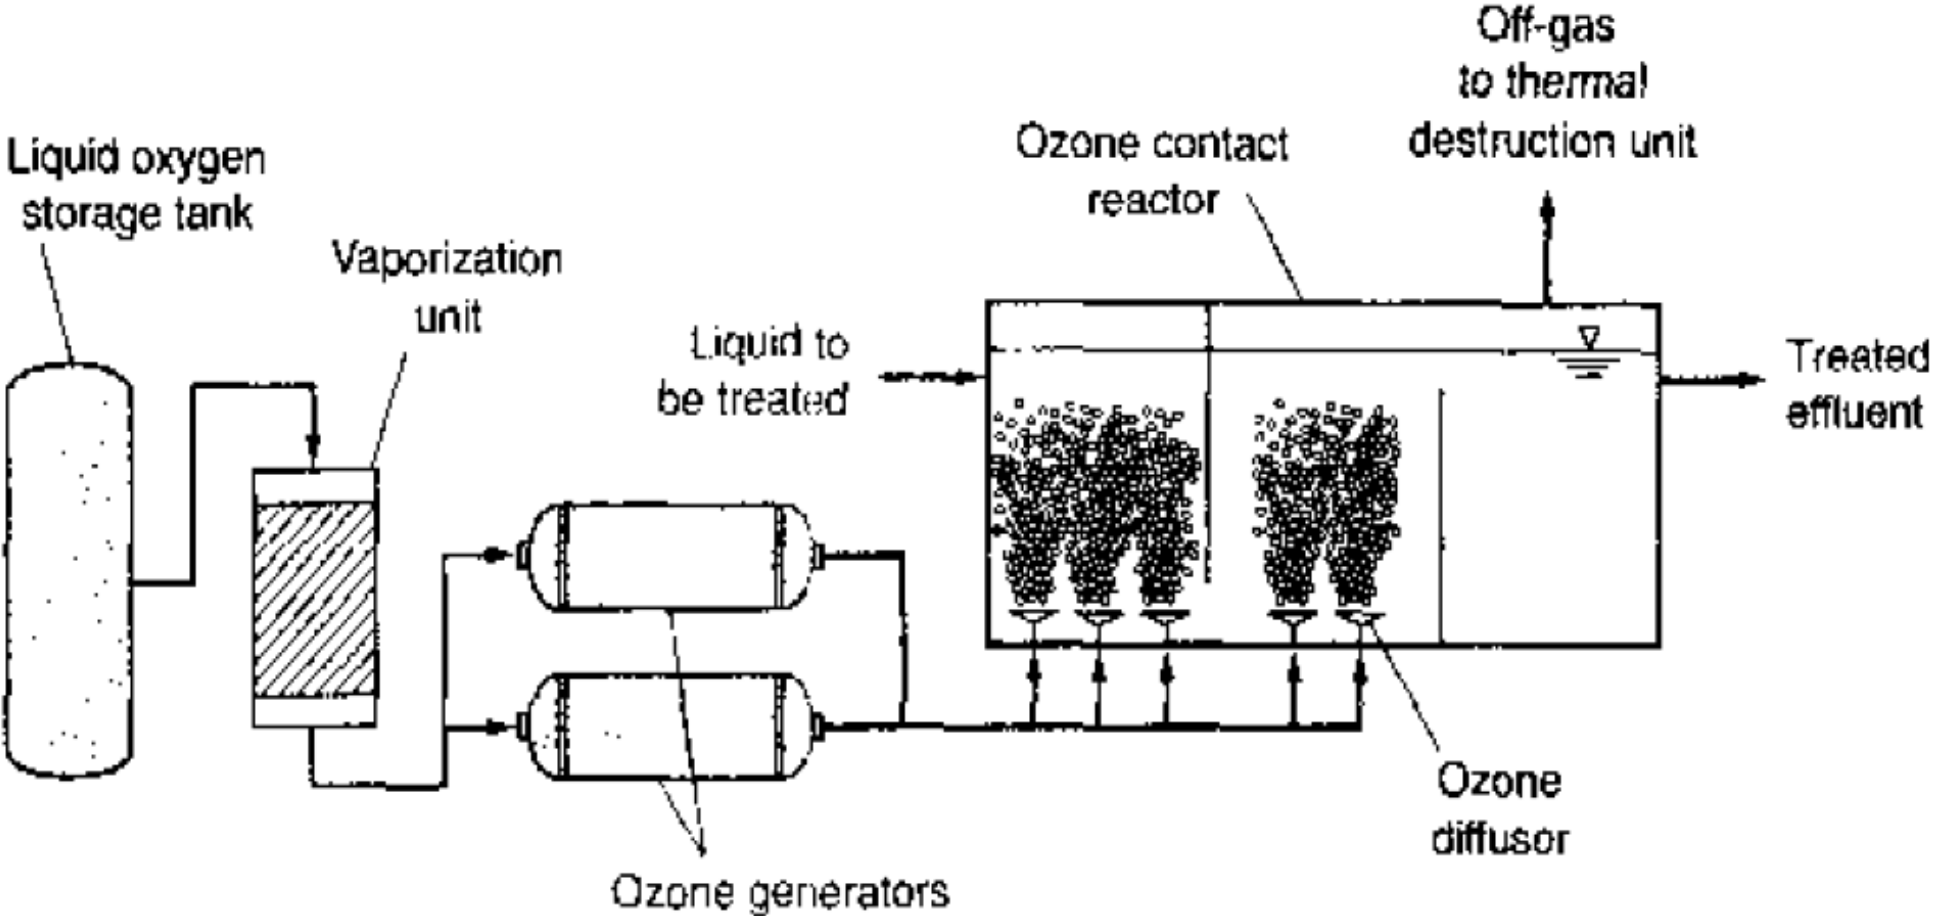 Off-gas
to thermal
destruction unit
Ozone contact
reactor
Liquid oxygen
storage tank
Vaporization
unit
Liquid to
be treated
Treated
effluent
Ozone
diffusor
Ozone generators